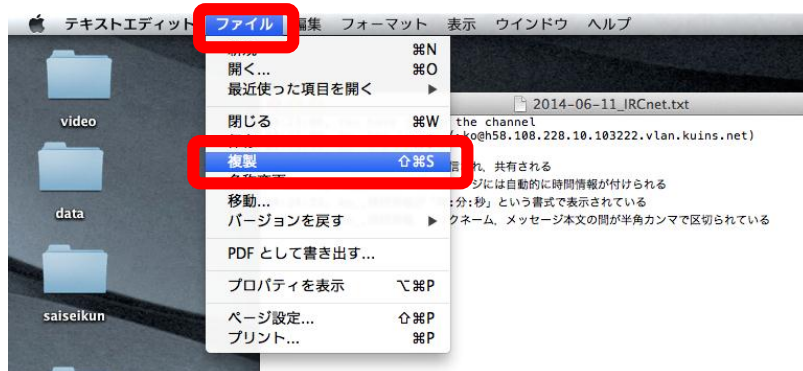 テキストエディット ファイル 編集 フォーマット 表示 ウインドウ ヘルプ
⌘N
開く... ⌘O
最近使った項目を開く ▶
閉じる ⌘W
複製 ⇧⌘S
移動...
バージョンを戻す ▶
PDF として書き出す...
プロパティを表示 ⌥⌘P
ページ設定... ⇧⌘P
プリント... ⌘P
video
data
saiseikun
2014-06-11_IRCnet.txt
the channel
ko@h58.108.228.10.103222.vlan.kuins.net)
れ, 共有される
ジには自動的に時間情報が付けられる
:分:秒」という書式で表示されている
クネーム, メッセージ本文の間が半角カンマで区切られている